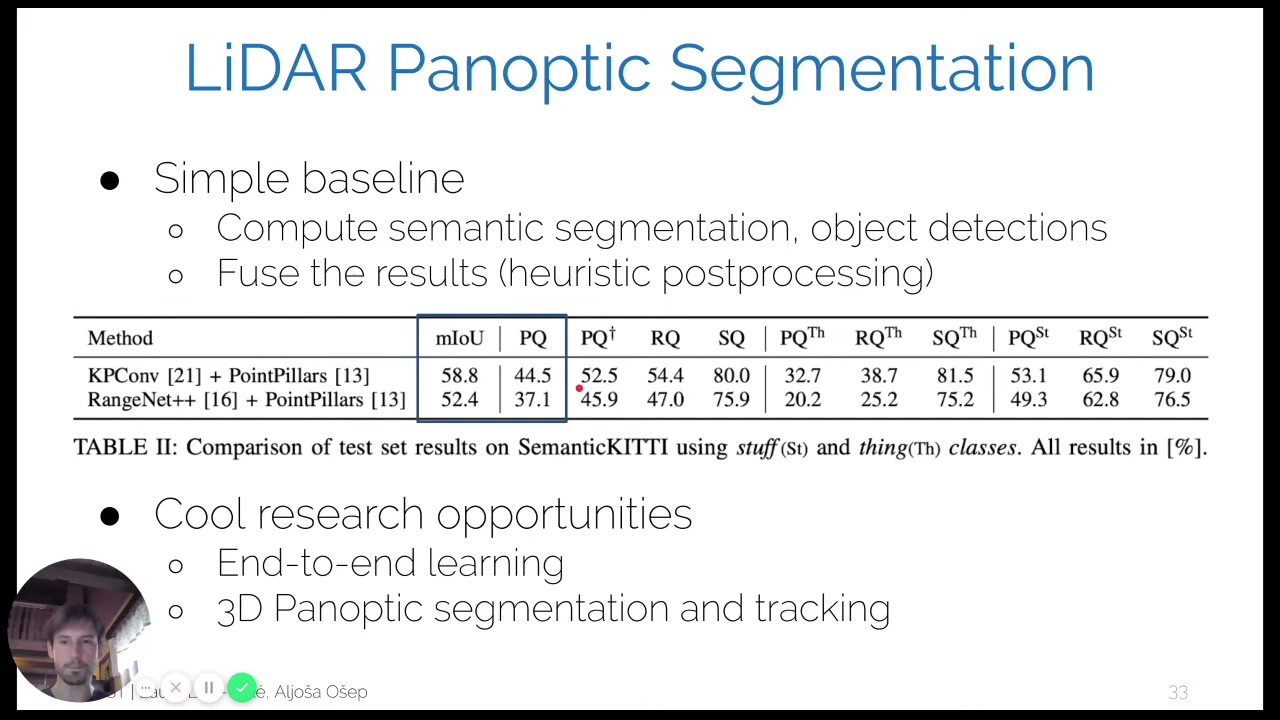 LiDAR Panoptic Segmentation
● Simple baseline
○ Compute semantic segmentation, object detections
○ Fuse the results (heuristic postprocessing)
Method | mIoU | PQ | PQ† | RQ | SQ | PQTh | RQTh | SQTh | PQSt | RQSt | SQSt
KPConv [21] + PointPillars [13] | 58.8 | 44.5 | 52.5 | 54.4 | 80.0 | 32.7 | 38.7 | 81.5 | 53.1 | 65.9 | 79.0
RangeNet++ [16] + PointPillars [13] | 52.4 | 37.1 | 45.9 | 47.0 | 75.9 | 20.2 | 25.2 | 75.2 | 49.3 | 62.8 | 76.5
TABLE II: Comparison of test set results on SemanticKITTI using stuff(St) and thing(Th) classes. All results in [%].
● Cool research opportunities
○ End-to-end learning
○ 3D Panoptic segmentation and tracking
Aljoša Ošep
33